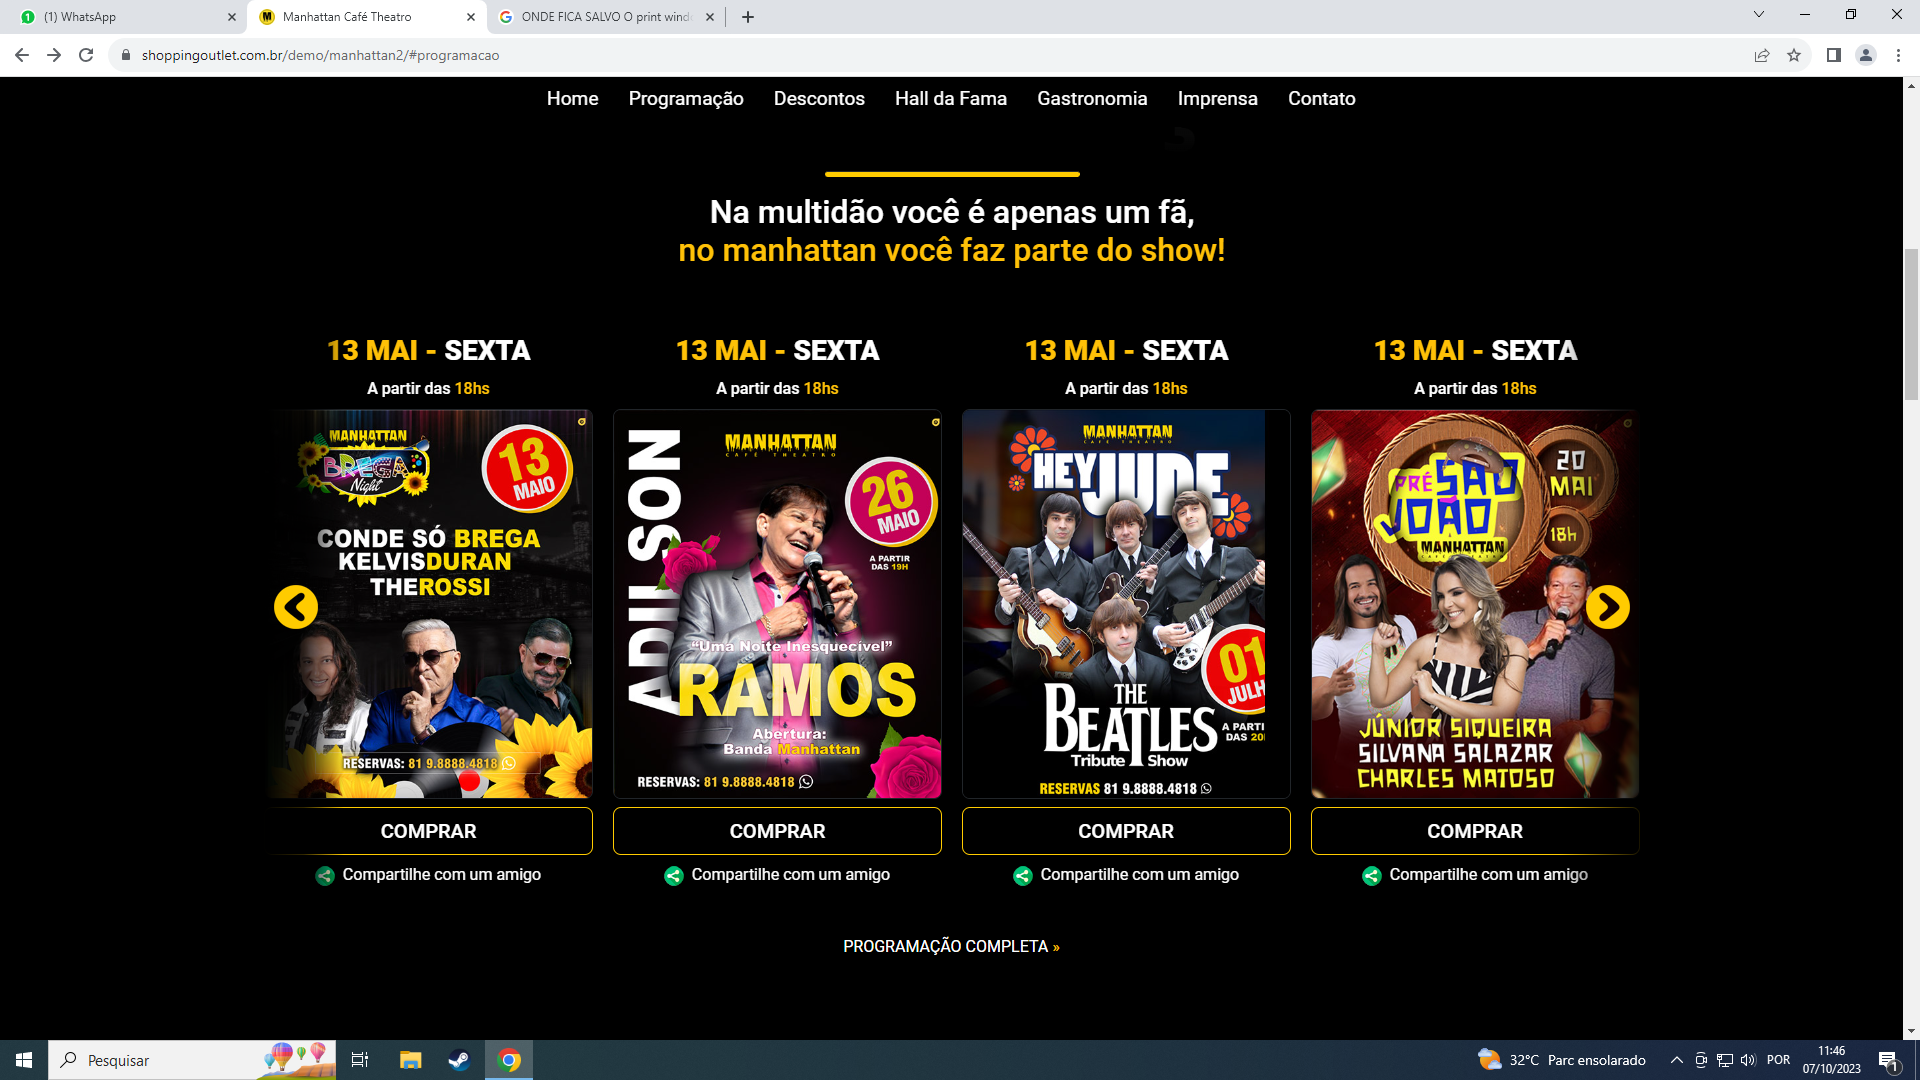 (1) WhatsApp
Manhattan Café Theatro
ONDE FICA SALVO O print wind
shoppingoutlet.com.br/demo/manhattan2/#programacao
Home Programação Descontos Hall da Fama Gastronomia Imprensa Contato
Na multidão você é apenas um fã,
no manhattan você faz parte do show!
13 MAI - SEXTA
A partir das 18hs
MANHATTAN
BREGA
Night
13
MAIO
CONDE SÓ BREGA
KELVISDURAN
THEROSSI
RESERVAS: 81 9.8888.4818
COMPRAR
Compartilhe com um amigo
13 MAI - SEXTA
A partir das 18hs
ADILSON
MANHATTAN
CAFÉ THEATRO
26
MAIO
A PARTIR
DAS 19H
"Uma Noite Inesquecível"
RAMOS
Abertura:
Banda Manhattan
RESERVAS: 81 9.8888.4818
COMPRAR
Compartilhe com um amigo
13 MAI - SEXTA
A partir das 18hs
MANHATTAN
CAFÉ THEATRO
HEY JUDE
01
JULH
THE
BEATLES
Tribute Show
A PARTI
DAS 20
RESERVAS 81 9.8888.4818
COMPRAR
Compartilhe com um amigo
13 MAI - SEXTA
A partir das 18hs
PRÉ SÃO
JOÃO
MANHATTAN
20
MAI
18h
JÚNIOR SIQUEIRA
SILVANA SALAZAR
CHARLES MATOSO
COMPRAR
Compartilhe com um amigo
PROGRAMAÇÃO COMPLETA »
Pesquisar
32°C Parc ensolarado
POR
11:46
07/10/2023
1